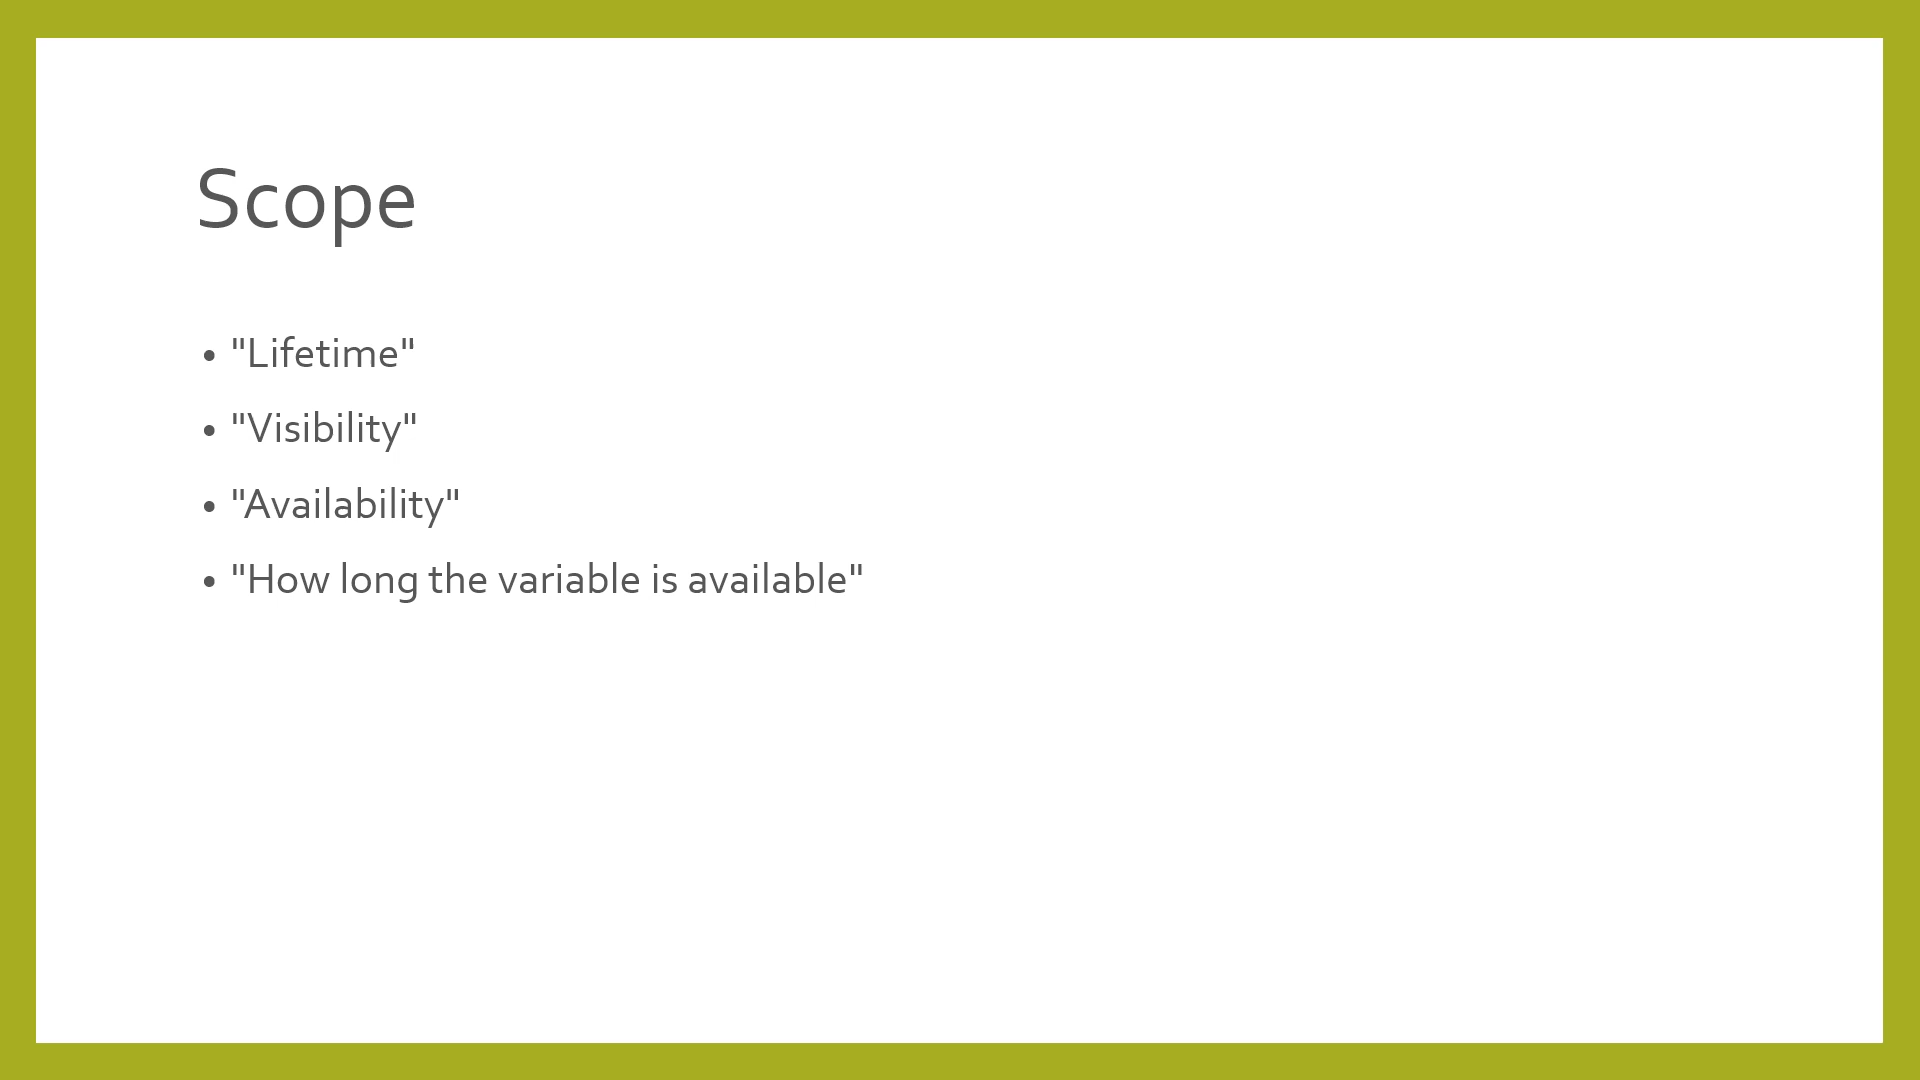 Scope
• "Lifetime"
• "Visibility"
• "Availability"
• "How long the variable is available"